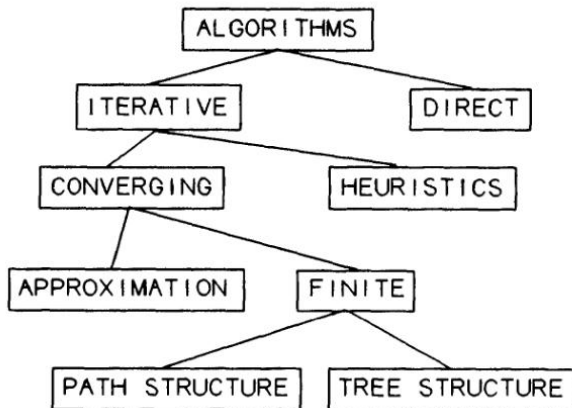 ALGORITHMS
ITERATIVE
DIRECT
CONVERGING
HEURISTICS
APPROXIMATION
FINITE
PATH STRUCTURE
TREE STRUCTURE